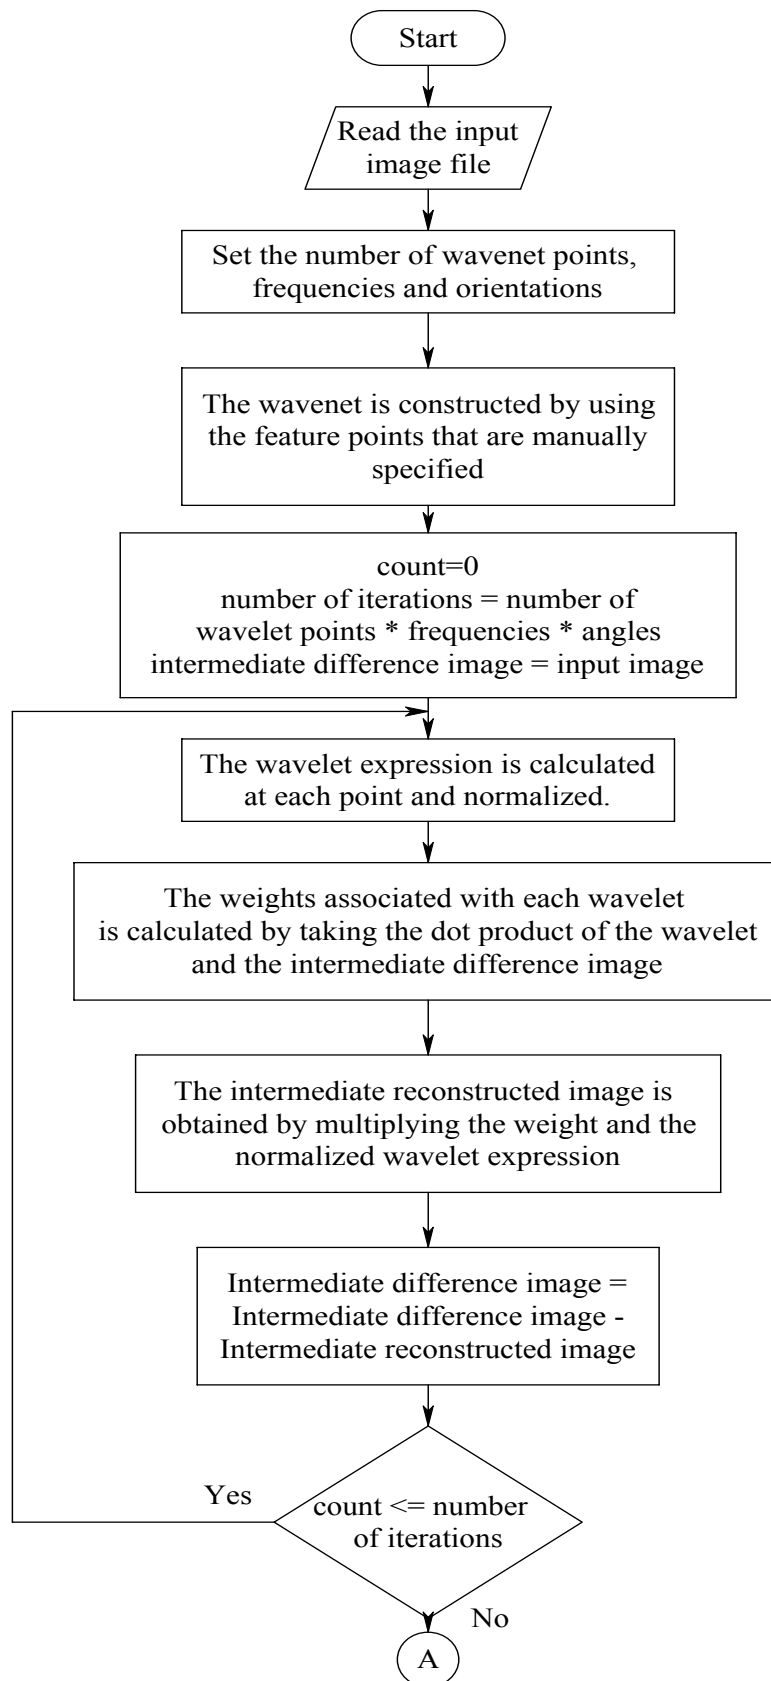 Start
Read the input
image file
Set the number of wavenet points,
frequencies and orientations
The wavenet is constructed by using
the feature points that are manually
specified
count=0
number of iterations = number of
wavelet points * frequencies * angles
intermediate difference image = input image
The wavelet expression is calculated
at each point and normalized.
The weights associated with each wavelet
is calculated by taking the dot product of the wavelet
and the intermediate difference image
The intermediate reconstructed image is
obtained by multiplying the weight and the
normalized wavelet expression
Intermediate difference image =
Intermediate difference image -
Intermediate reconstructed image
Yes
count <= number
of iterations
No
A